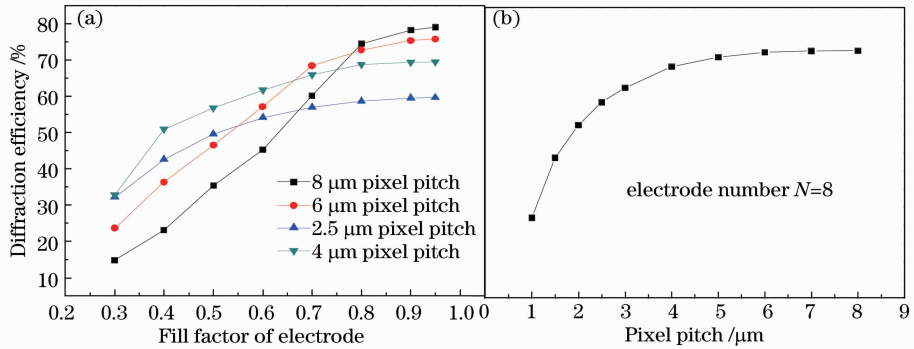 (a)
Diffraction efficiency /%
80
70
60
50
40
30
20
10
8 μm pixel pitch
6 μm pixel pitch
2.5 μm pixel pitch
4 μm pixel pitch
0.2 0.3 0.4 0.5 0.6 0.7 0.8 0.9 1.0
Fill factor of electrode
(b)
electrode number N=8
0 1 2 3 4 5 6 7 8 9
Pixel pitch /μm